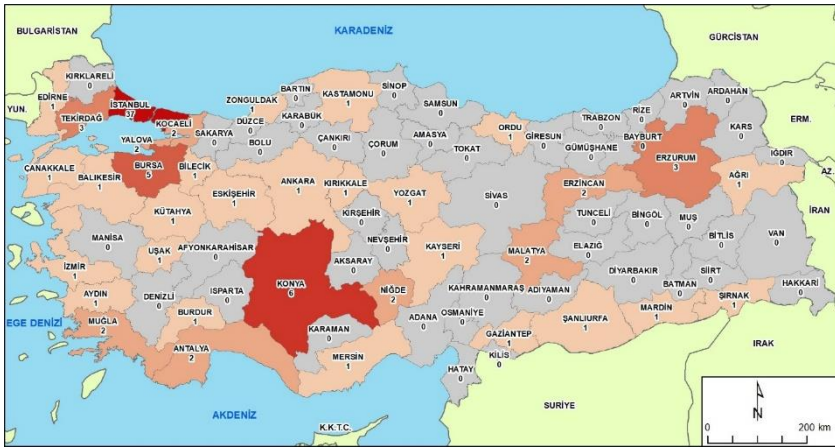 BULGARİSTAN
KARADENİZ
GÜRCİSTAN
KIRKLARELİ
0
EDİRNE
1
TEKİRDAĞ
3
İSTANBUL
37
KOCAELİ
2
YALOVA
2
SAKARYA
0
DÜZCE
0
ZONGULDAK
1
BARTIN
0
KARABÜK
0
KASTAMONU
1
SİNOP
0
SAMSUN
0
ORDU
1
GİRESUN
0
TRABZON
0
RİZE
0
ARTVİN
0
ARDAHAN
0
KARS
0
ERM.
YUN.
BOLU
0
ÇANKIRI
0
ÇORUM
0
AMASYA
0
TOKAT
0
GÜMÜŞHANE
0
BAYBURT
0
ERZURUM
3
IĞDIR
0
AZ.
ÇANAKKALE
1
BALIKESİR
1
BURSA
5
BİLECİK
1
ESKİŞEHİR
1
ANKARA
1
KIRIKKALE
1
YOZGAT
1
SİVAS
0
ERZİNCAN
2
AĞRI
1
İRAN
KÜTAHYA
1
KIRŞEHİR
0
NEVŞEHİR
0
KAYSERİ
1
MALATYA
2
TUNCELİ
0
BİNGÖL
0
MUŞ
0
BİTLİS
0
VAN
0
MANİSA
0
UŞAK
1
AFYONKARAHİSAR
0
AKSARAY
0
ELAZIĞ
0
DİYARBAKIR
0
SİİRT
0
BATMAN
0
HAKKARİ
0
İZMİR
1
AYDIN
1
DENİZLİ
0
ISPARTA
0
KONYA
6
NİĞDE
2
KAHRAMANMARAŞ
0
ADIYAMAN
0
ŞIRNAK
1
MARDİN
1
EGE DENİZİ
MUĞLA
2
BURDUR
1
KARAMAN
0
ADANA
0
OSMANİYE
0
GAZİANTEP
1
ŞANLIURFA
1
ANTALYA
2
MERSİN
1
KİLİS
0
HATAY
0
IRAK
AKDENİZ
SURİYE
K.K.T.C.
N
0
200 km